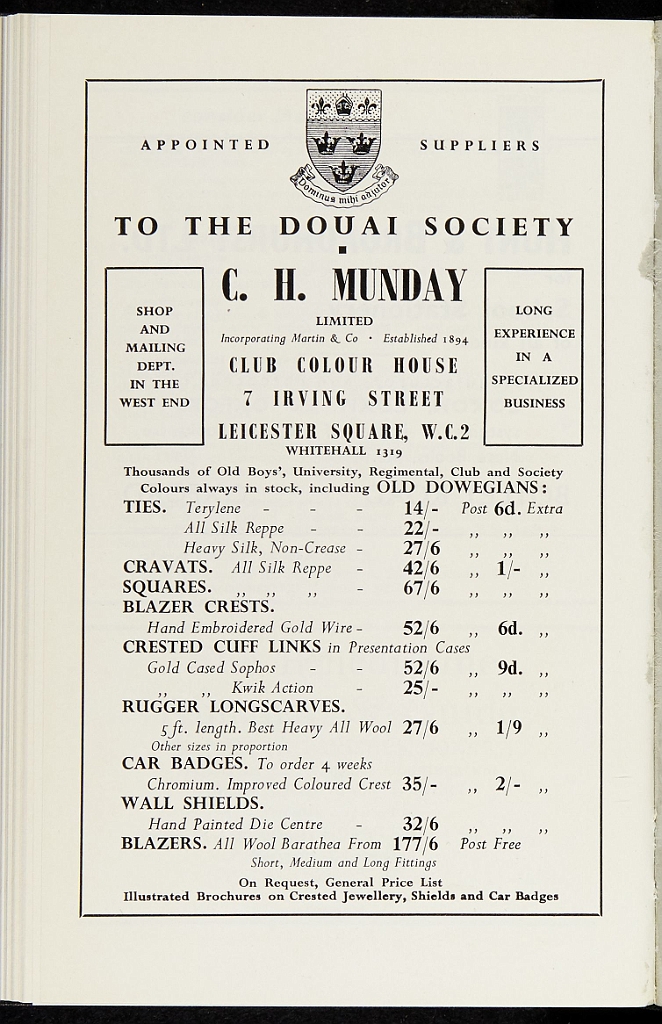 APPOINTED SUPPLIERS
Dominus mihi adjutor
TO THE DOUAI SOCIETY
C. H. MUNDAY
LIMITED
Incorporating Martin & Co · Established 1894
CLUB COLOUR HOUSE
7 IRVING STREET
LEICESTER SQUARE, W.C.2
WHITEHALL 1319
SHOP
AND
MAILING
DEPT.
IN THE
WEST END
LONG
EXPERIENCE
IN A
SPECIALIZED
BUSINESS
Thousands of Old Boys', University, Regimental, Club and Society
Colours always in stock, including OLD DOWEGIANS:
TIES. Terylene - - - 14/- Post 6d. Extra
All Silk Reppe - - 22/- ,, ,, ,,
Heavy Silk, Non-Crease - 27/6 ,, ,, ,,
CRAVATS. All Silk Reppe - 42/6 ,, 1/- ,,
SQUARES. ,, ,, ,, - 67/6 ,, ,, ,,
BLAZER CRESTS.
Hand Embroidered Gold Wire - 52/6 ,, 6d. ,,
CRESTED CUFF LINKS in Presentation Cases
Gold Cased Sophos - - 52/6 ,, 9d. ,,
,, ,, Kwik Action - 25/- ,, ,, ,,
RUGGER LONGSCARVES.
5 ft. length. Best Heavy All Wool 27/6 ,, 1/9 ,,
Other sizes in proportion
CAR BADGES. To order 4 weeks
Chromium. Improved Coloured Crest 35/- ,, 2/- ,,
WALL SHIELDS.
Hand Painted Die Centre - 32/6 ,, ,, ,,
BLAZERS. All Wool Barathea From 177/6 Post Free
Short, Medium and Long Fittings
On Request, General Price List
Illustrated Brochures on Crested Jewellery, Shields and Car Badges